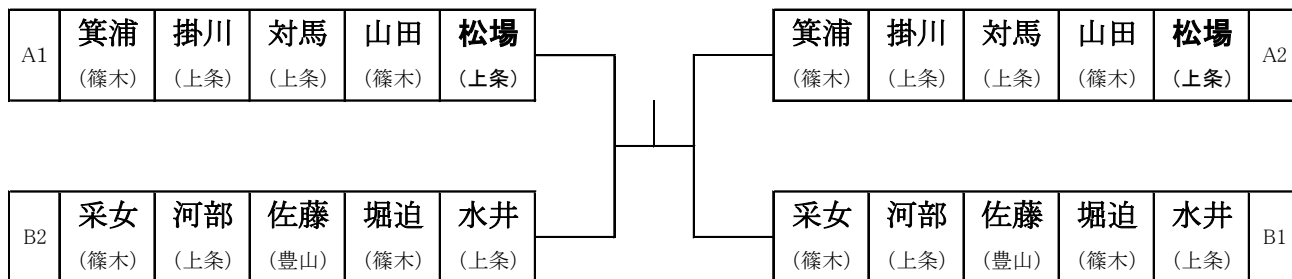 A1 箕浦 掛川 対馬 山田 松場
(篠木) (上条) (上条) (篠木) (上条)
箕浦 掛川 対馬 山田 松場 A2
(篠木) (上条) (上条) (篠木) (上条)
B2 采女 河部 佐藤 堀迫 水井
(篠木) (上条) (豊山) (篠木) (上条)
采女 河部 佐藤 堀迫 水井 B1
(篠木) (上条) (豊山) (篠木) (上条)